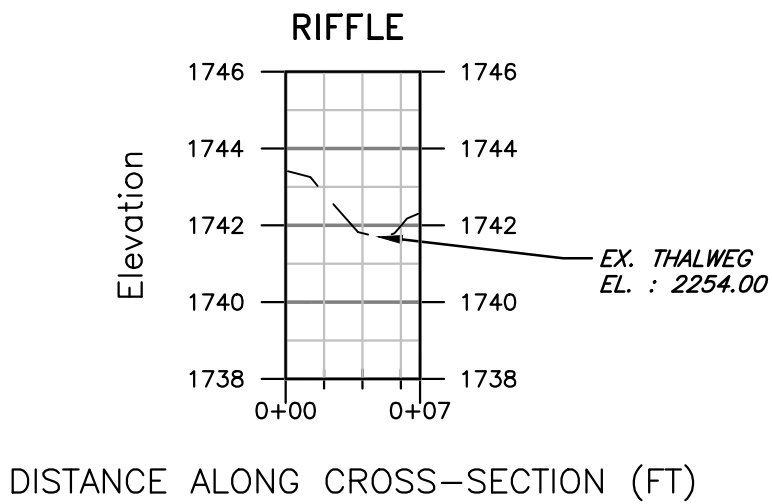 RIFFLE
1746 1746
1744 1744
1742 1742
1740 1740
1738 1738
Elevation
EX. THALWEG
EL. : 2254.00
0+00 0+07
DISTANCE ALONG CROSS-SECTION (FT)